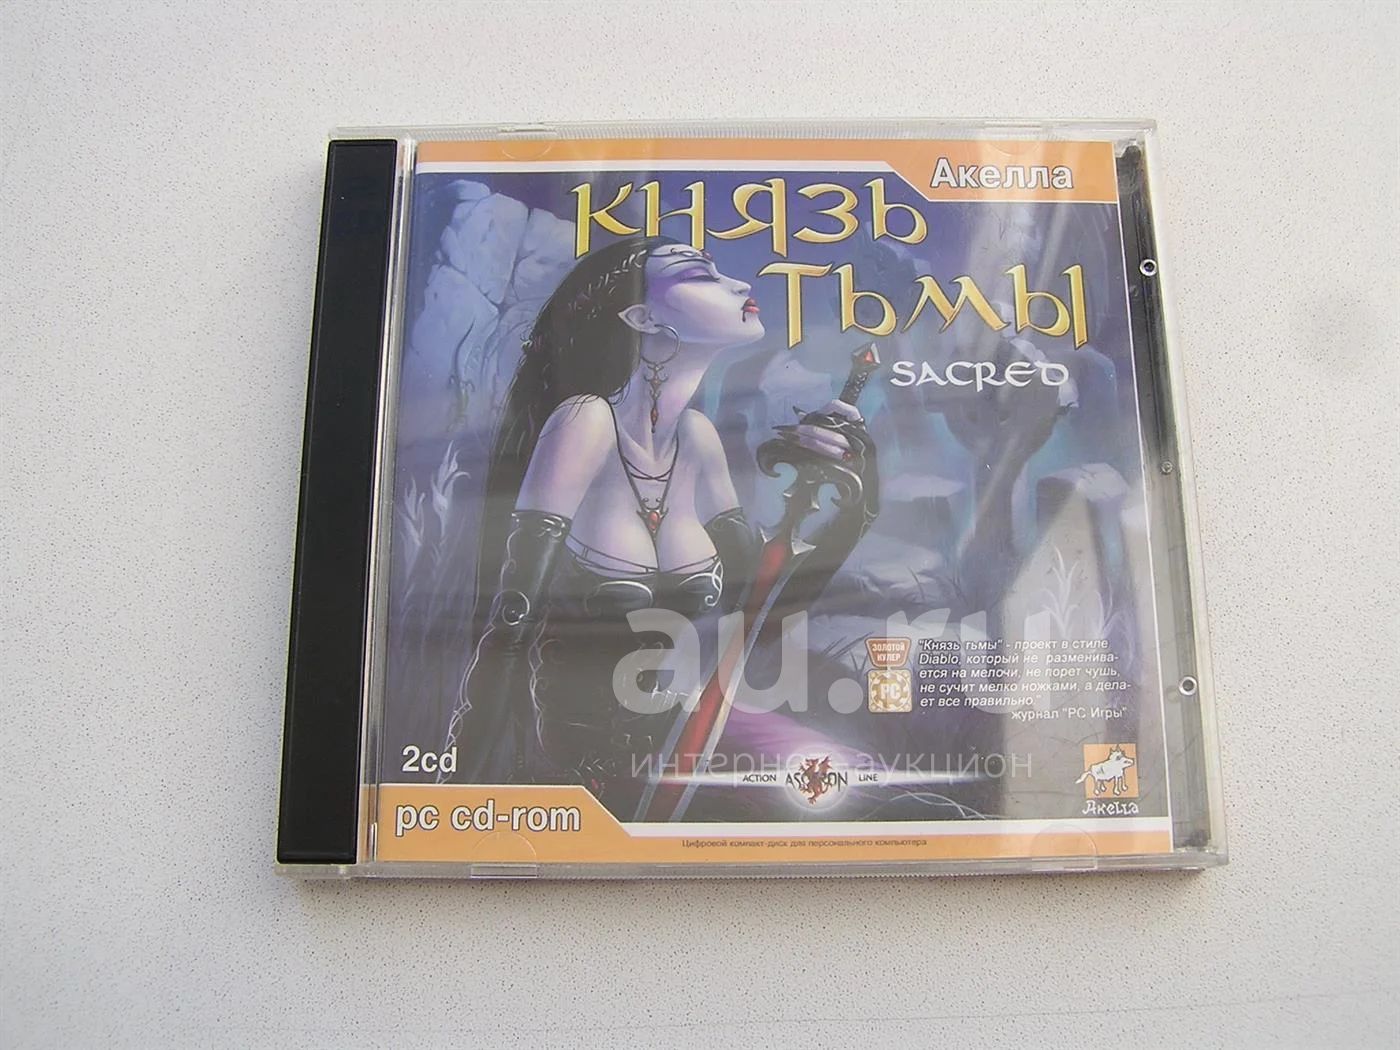 Акелла
Князь
Тьмы
Sacred
ЗОЛОТОЙ
КУЛЕР
PC
"Князь тьмы" - проект в стиле
Diablo, который не разменива-
ется на мелочи, не порет чушь,
не сучит мелко ножками, а дела-
ет все правильно."
журнал "PC Игры"
au.ru
интернет-аукцион
2cd
ACTION ASCARON LINE
Акелла
pc cd-rom
Цифровой компакт-диск для персонального компьютера